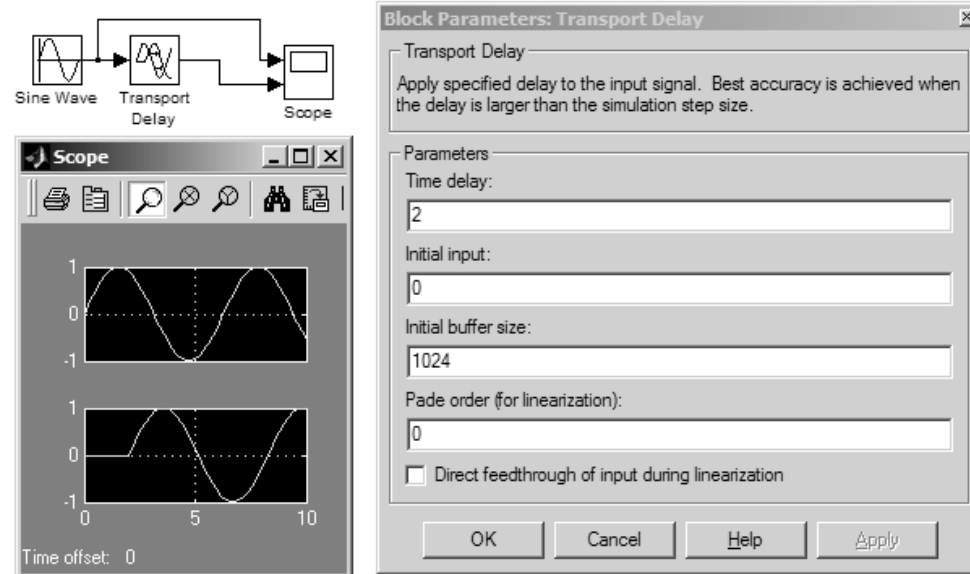 Sine Wave
Transport
Delay
Scope
Scope
1
0
-1
1
0
-1
0
5
10
Time offset: 0
Block Parameters: Transport Delay
Transport Delay
Apply specified delay to the input signal. Best accuracy is achieved when
the delay is larger than the simulation step size.
Parameters
Time delay:
2
Initial input:
0
Initial buffer size:
1024
Pade order (for linearization):
0
Direct feedthrough of input during linearization
OK
Cancel
Help
Apply